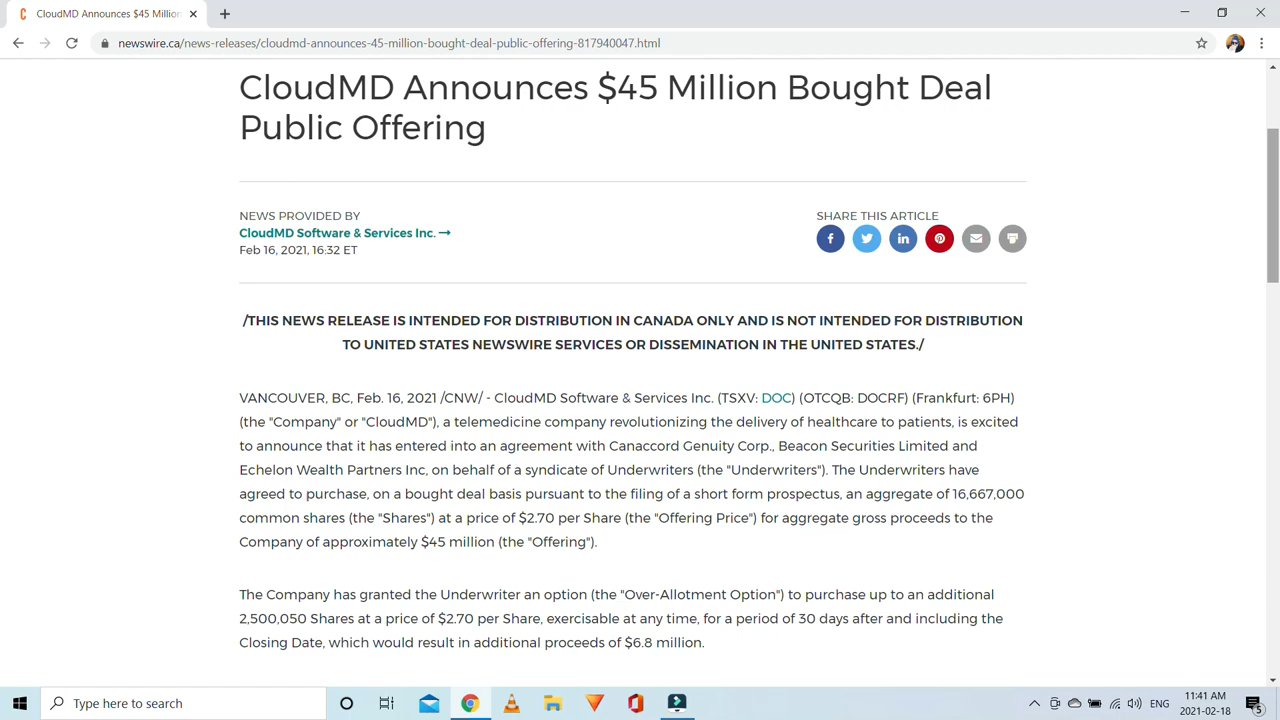 CloudMD Announces $45 Million
newswire.ca/news-releases/cloudmd-announces-45-million-bought-deal-public-offering-817940047.html
CloudMD Announces $45 Million Bought Deal
Public Offering
NEWS PROVIDED BY
CloudMD Software & Services Inc.
Feb 16, 2021, 16:32 ET
SHARE THIS ARTICLE
/THIS NEWS RELEASE IS INTENDED FOR DISTRIBUTION IN CANADA ONLY AND IS NOT INTENDED FOR DISTRIBUTION
TO UNITED STATES NEWSWIRE SERVICES OR DISSEMINATION IN THE UNITED STATES./
VANCOUVER, BC, Feb. 16, 2021 /CNW/ - CloudMD Software & Services Inc. (TSXV: DOC) (OTCQB: DOCRF) (Frankfurt: 6PH)
(the "Company" or "CloudMD"), a telemedicine company revolutionizing the delivery of healthcare to patients, is excited
to announce that it has entered into an agreement with Canaccord Genuity Corp., Beacon Securities Limited and
Echelon Wealth Partners Inc, on behalf of a syndicate of Underwriters (the "Underwriters"). The Underwriters have
agreed to purchase, on a bought deal basis pursuant to the filing of a short form prospectus, an aggregate of 16,667,000
common shares (the "Shares") at a price of $2.70 per Share (the "Offering Price") for aggregate gross proceeds to the
Company of approximately $45 million (the "Offering").
The Company has granted the Underwriter an option (the "Over-Allotment Option") to purchase up to an additional
2,500,050 Shares at a price of $2.70 per Share, exercisable at any time, for a period of 30 days after and including the
Closing Date, which would result in additional proceeds of $6.8 million.
Type here to search
ENG
11:41 AM
2021-02-18
5